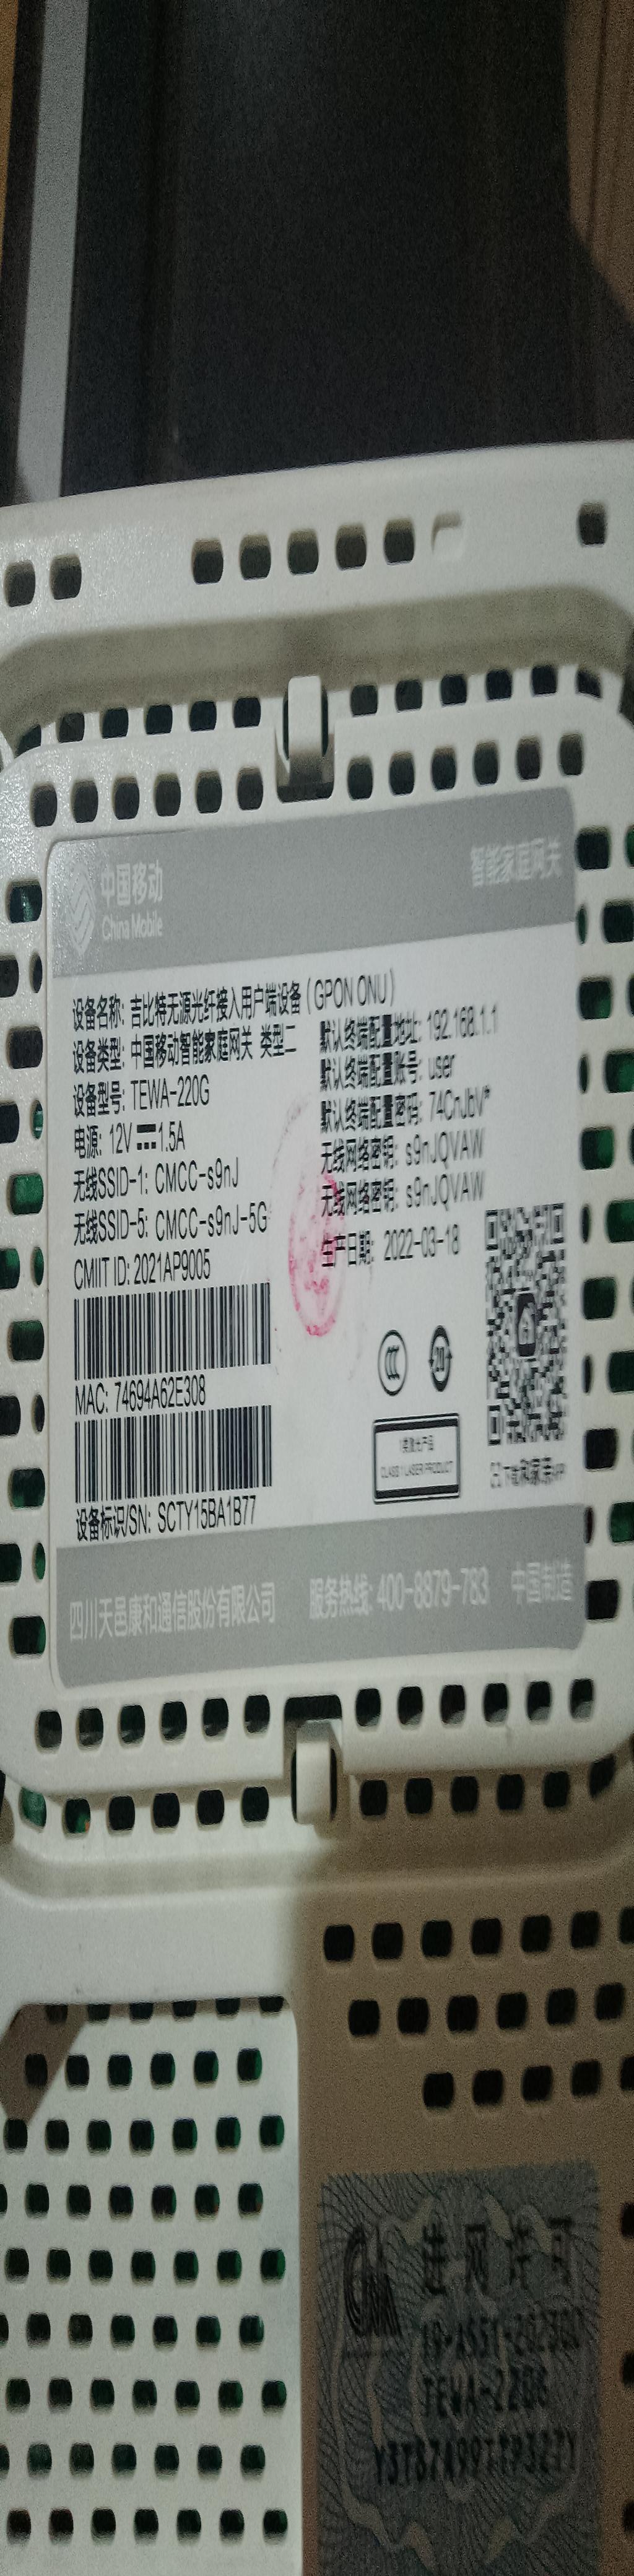 中国移动
China Mobile
智能家庭网关
设备名称: 吉比特无源光纤接入用户端设备 (GPON ONU)
设备类型: 中国移动智能家庭网关 类型二
设备型号: TEWA-220G
电源: 12V ⎓ 1.5A
无线SSID-1: CMCC-s9nJ
无线SSID-5: CMCC-s9nJ-5G
CMIIT ID: 2021AP9005
MAC: 74694A62E308
设备标识/SN: SCTY15BA1B77
默认终端配置地址: 192.168.1.1
默认终端配置账号: user
默认终端配置密码: 74CnJbV*
无线网络密钥: s9nJQVAW
无线网络密钥: s9nJQVAW
生产日期: 2022-03-18
1类激光产品
CLASS 1 LASER PRODUCT
四川天邑康和通信股份有限公司
服务热线: 400-8879-783
中国制造
进网许可
TEWA-220G